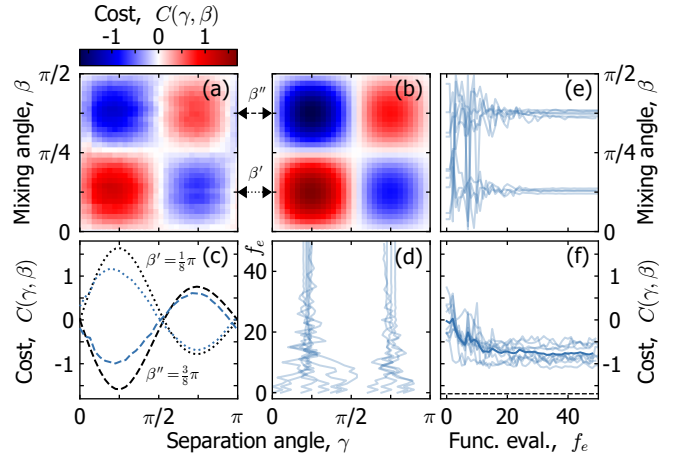 Cost, C(γ, β)
-1 0 1
(a)
(b)
(e)
π/2
π/4
0
Mixing angle, β
β′′
β′
π/2
π/4
0
Mixing angle, β
(c)
(d)
(f)
β′ = 1/8 π
β′′ = 3/8 π
1
0
-1
Cost, C(γ, β)
f_e
40
20
0
1
0
-1
Cost, C(γ, β)
0 π/2 π
π/2 π
0 20 40
Separation angle, γ
Func. eval., f_e